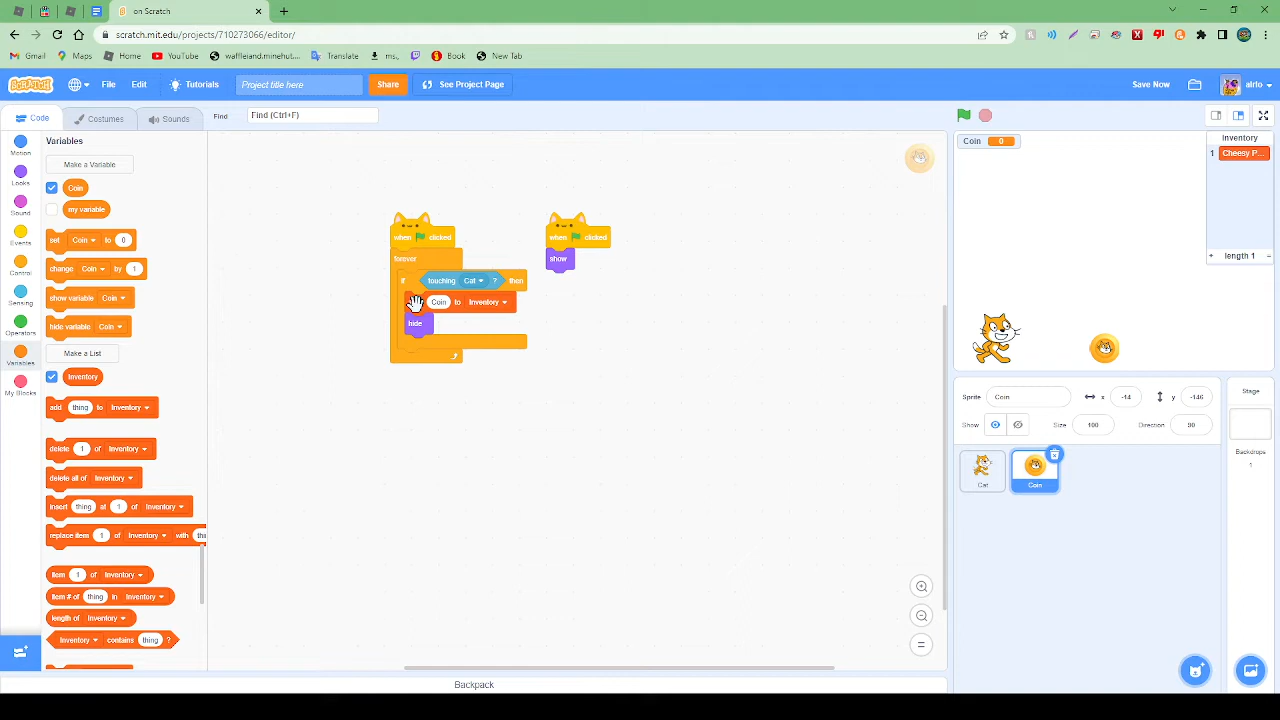 on Scratch
scratch.mit.edu/projects/710273066/editor/
Gmail Maps Home YouTube waffleland.minehut.... Translate ms, Book New Tab
SCRATCH File Edit Tutorials Project title here Share See Project Page Save Now
Code Costumes Sounds Find Find (Ctrl+F)
Motion
Looks
Sound
Events
Control
Sensing
Operators
Variables
My Blocks
Variables
Make a Variable
Coin
my variable
set Coin to 0
change Coin by 1
show variable Coin
hide variable Coin
Make a List
Inventory
add thing to Inventory
delete 1 of Inventory
delete all of Inventory
insert thing at 1 of Inventory
replace item 1 of Inventory with
item 1 of Inventory
item # of thing in Inventory
length of Inventory
Inventory contains thing ?
when clicked
forever
if touching Cat ? then
Coin to Inventory
hide
when clicked
show
Coin 0
Inventory
1 Cheesy P...
+ length 1 =
Sprite Coin x -14 y -146
Show Size 100 Direction 90
Cat
Coin
Stage
Backdrops
1
Backpack